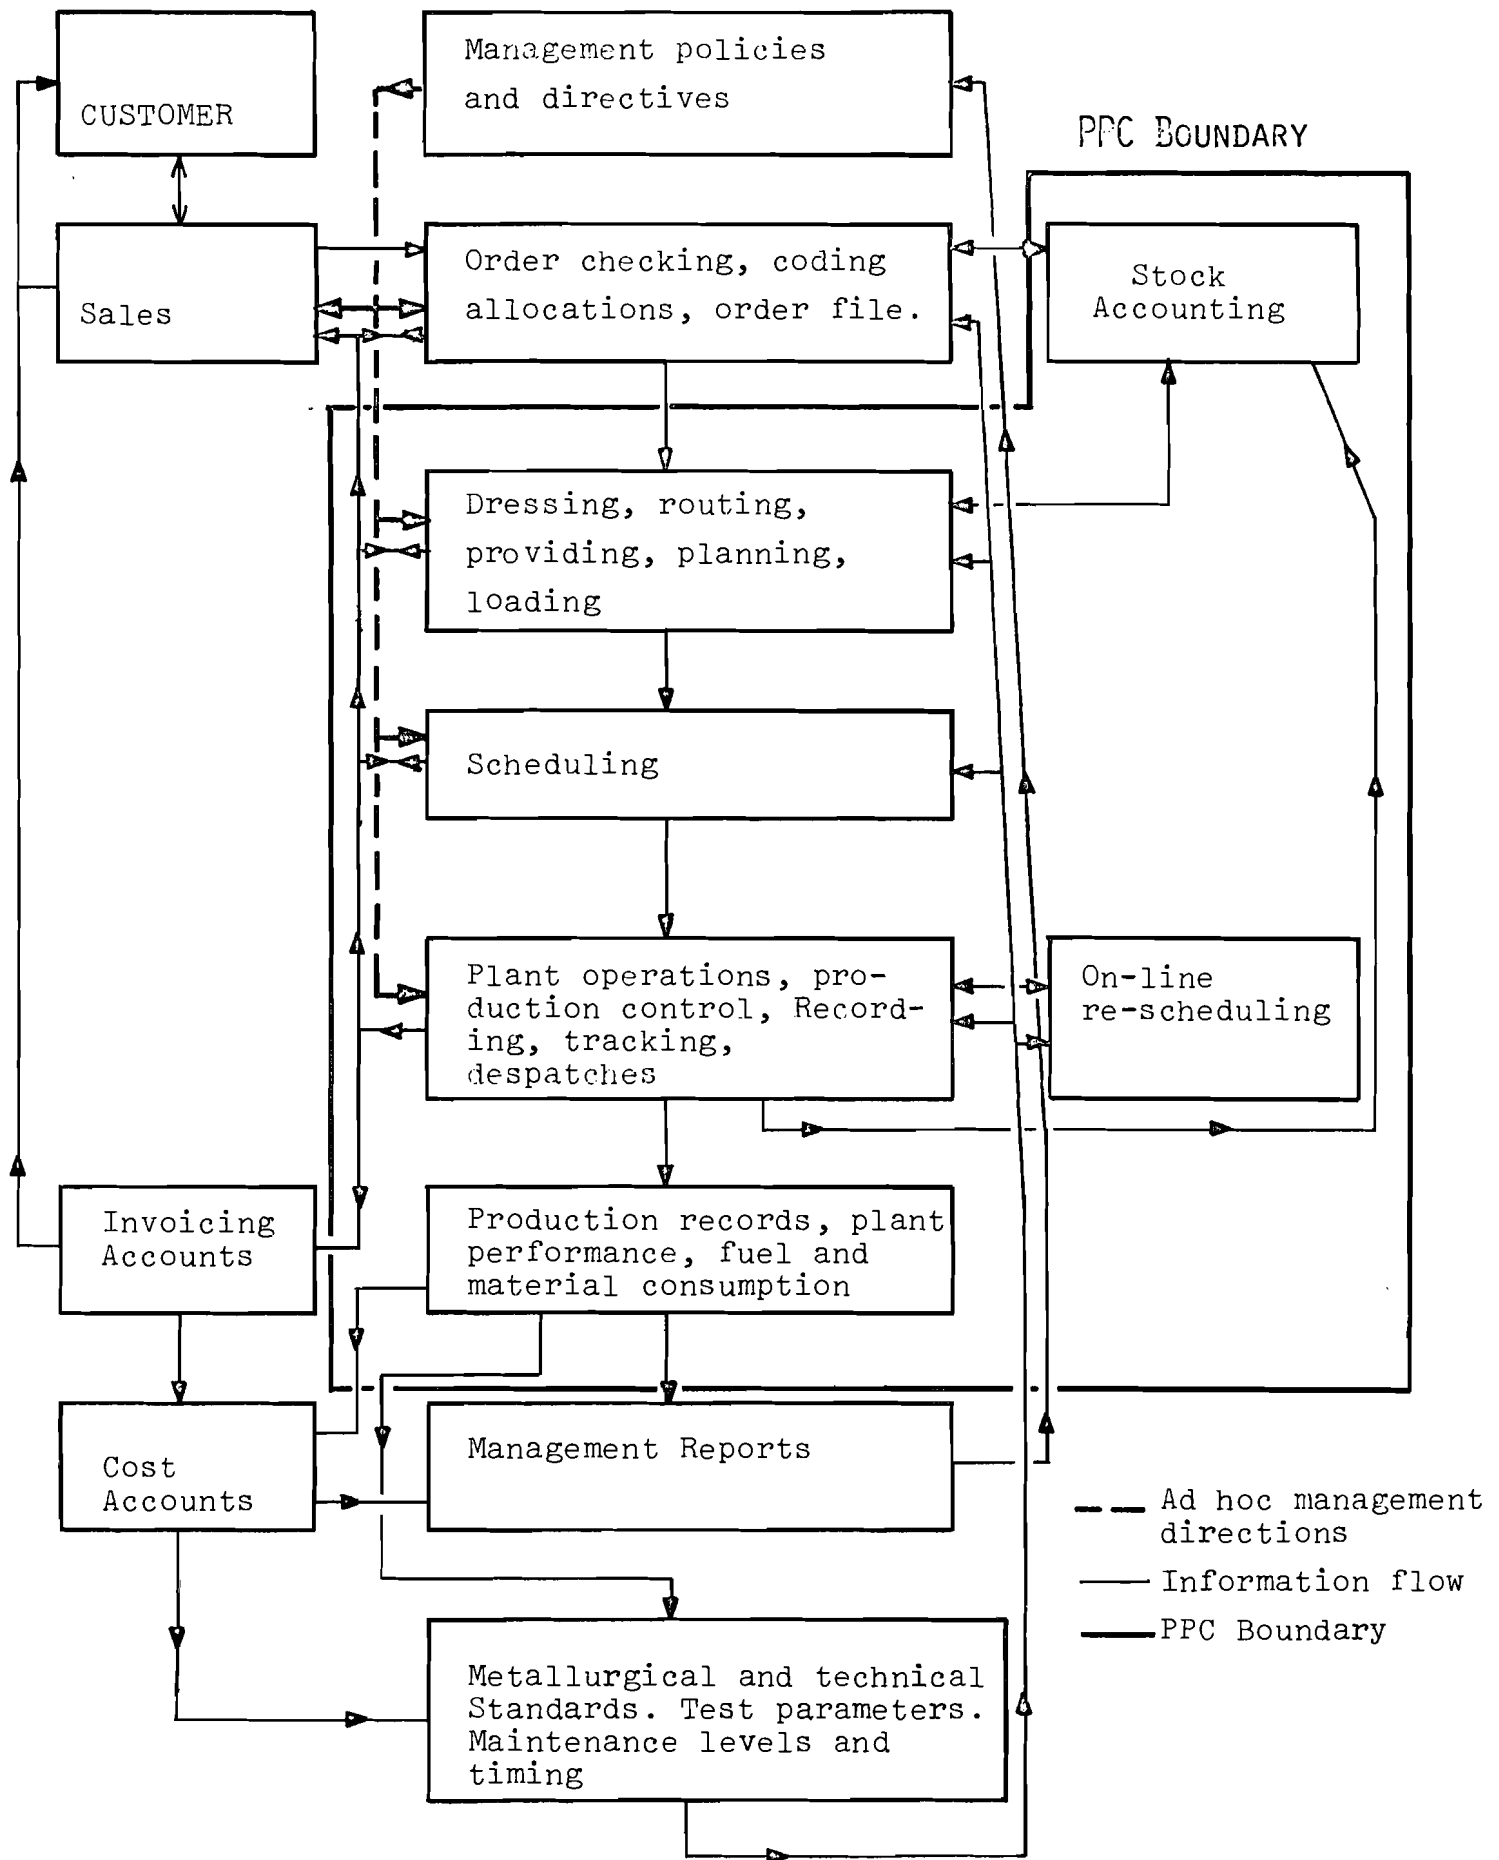 Management policies
and directives
CUSTOMER
PPC BOUNDARY
Order checking, coding
allocations, order file.
Sales
Stock
Accounting
Dressing, routing,
providing, planning,
loading
Scheduling
Plant operations, pro-
duction control, Record-
ing, tracking,
despatches
On-line
re-scheduling
Invoicing
Accounts
Production records, plant
performance, fuel and
material consumption
Cost
Accounts
Management Reports
Ad hoc management
directions
Information flow
PPC Boundary
Metallurgical and technical
Standards. Test parameters.
Maintenance levels and
timing